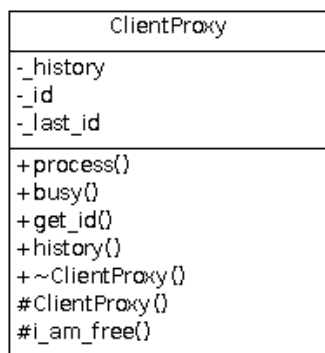 ClientProxy
-_history
-_id
-_last_id
+process()
+busy()
+get_id()
+history()
+~ClientProxy()
#ClientProxy()
#i_am_free()